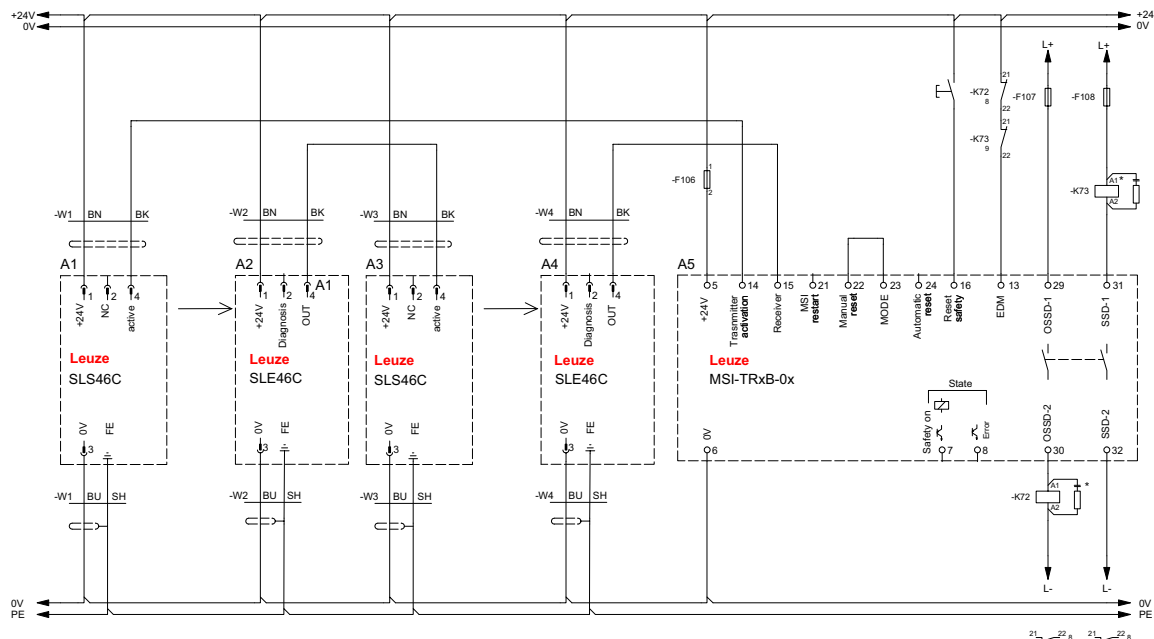 +24V +24
0V 0V
L+ L+
-K72 8 21 22 -F107 -F108
-K73 9 21 22
-F106 1 2
-K73 A1 * A2
-W1 BN BK
-W2 BN BK
-W3 BN BK
-W4 BN BK
A1 A2 A3 A4 A5
1 2 4
+24V NC active
1 2 4 A1
+24V Diagnosis OUT
1 2 4
+24V NC active
1 2 4
+24V Diagnosis OUT
5 14 15 21 22 23 24 16 13 29 31
+24V
Trasnmitter
activation
Receiver
MSI
restart
Manual
reset
MODE
Automatic
reset
Reset
safety
EDM
OSSD-1
SSD-1
Leuze
SLS46C
Leuze
SLE46C
Leuze
SLS46C
Leuze
SLE46C
Leuze
MSI-TRxB-0x
State
Safety on
Error
OSSD-2
SSD-2
0V FE
3
0V FE
3
0V FE
3
0V FE
3
0V
6 7 8 30 32
-W1 BU SH
-W2 BU SH
-W3 BU SH
-W4 BU SH
-K72 A1 * A2
L- L-
0V 0V
PE PE
21 22 8 21 22 8